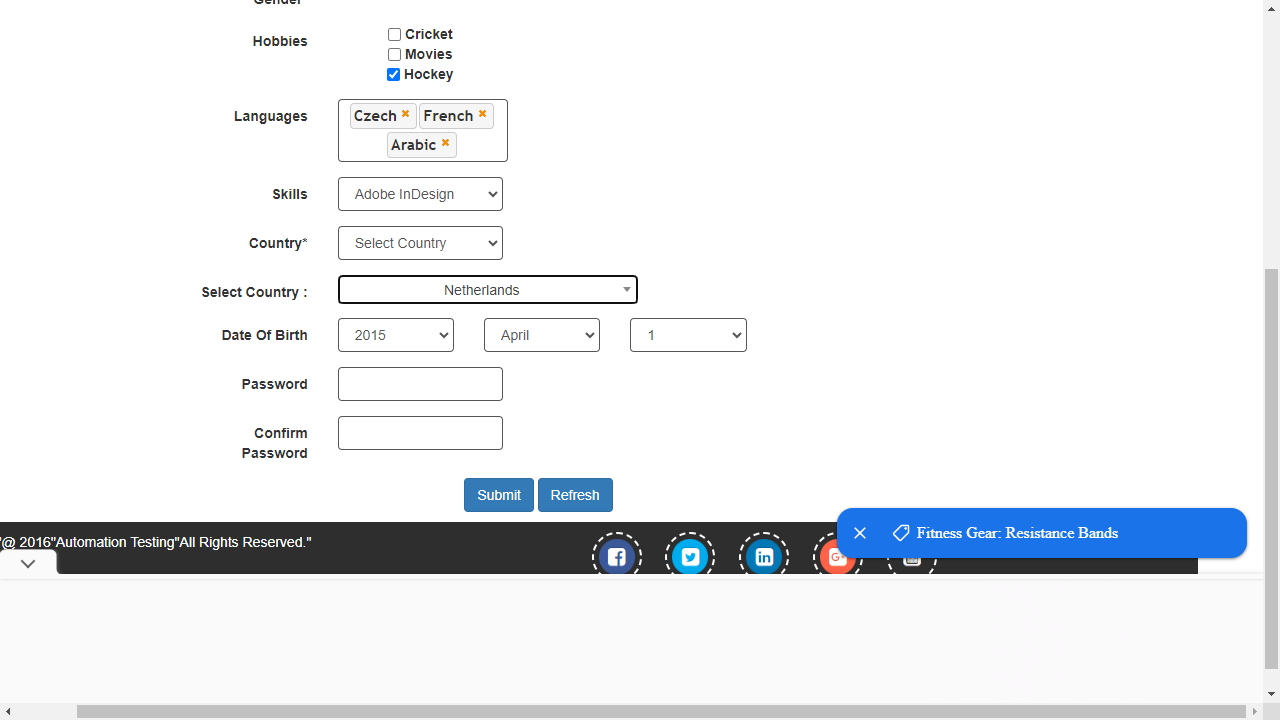 Gender
Hobbies
Cricket
Movies
Hockey
Languages
Czech French
Arabic
Skills
Adobe InDesign
Country*
Select Country
Select Country :
Netherlands
Date Of Birth
2015 April 1
Password
Confirm
Password
Submit Refresh
@ 2016"Automation Testing"All Rights Reserved."
Fitness Gear: Resistance Bands